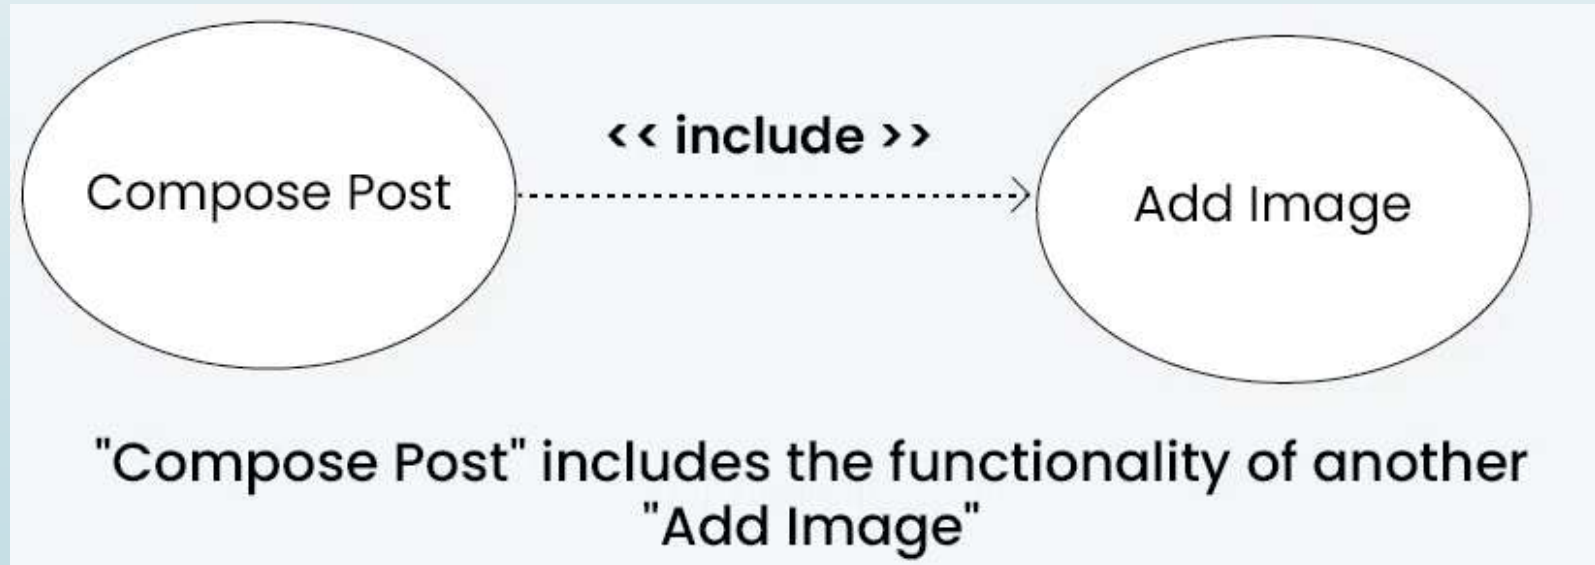 << include >>
Compose Post
Add Image
"Compose Post" includes the functionality of another
"Add Image"